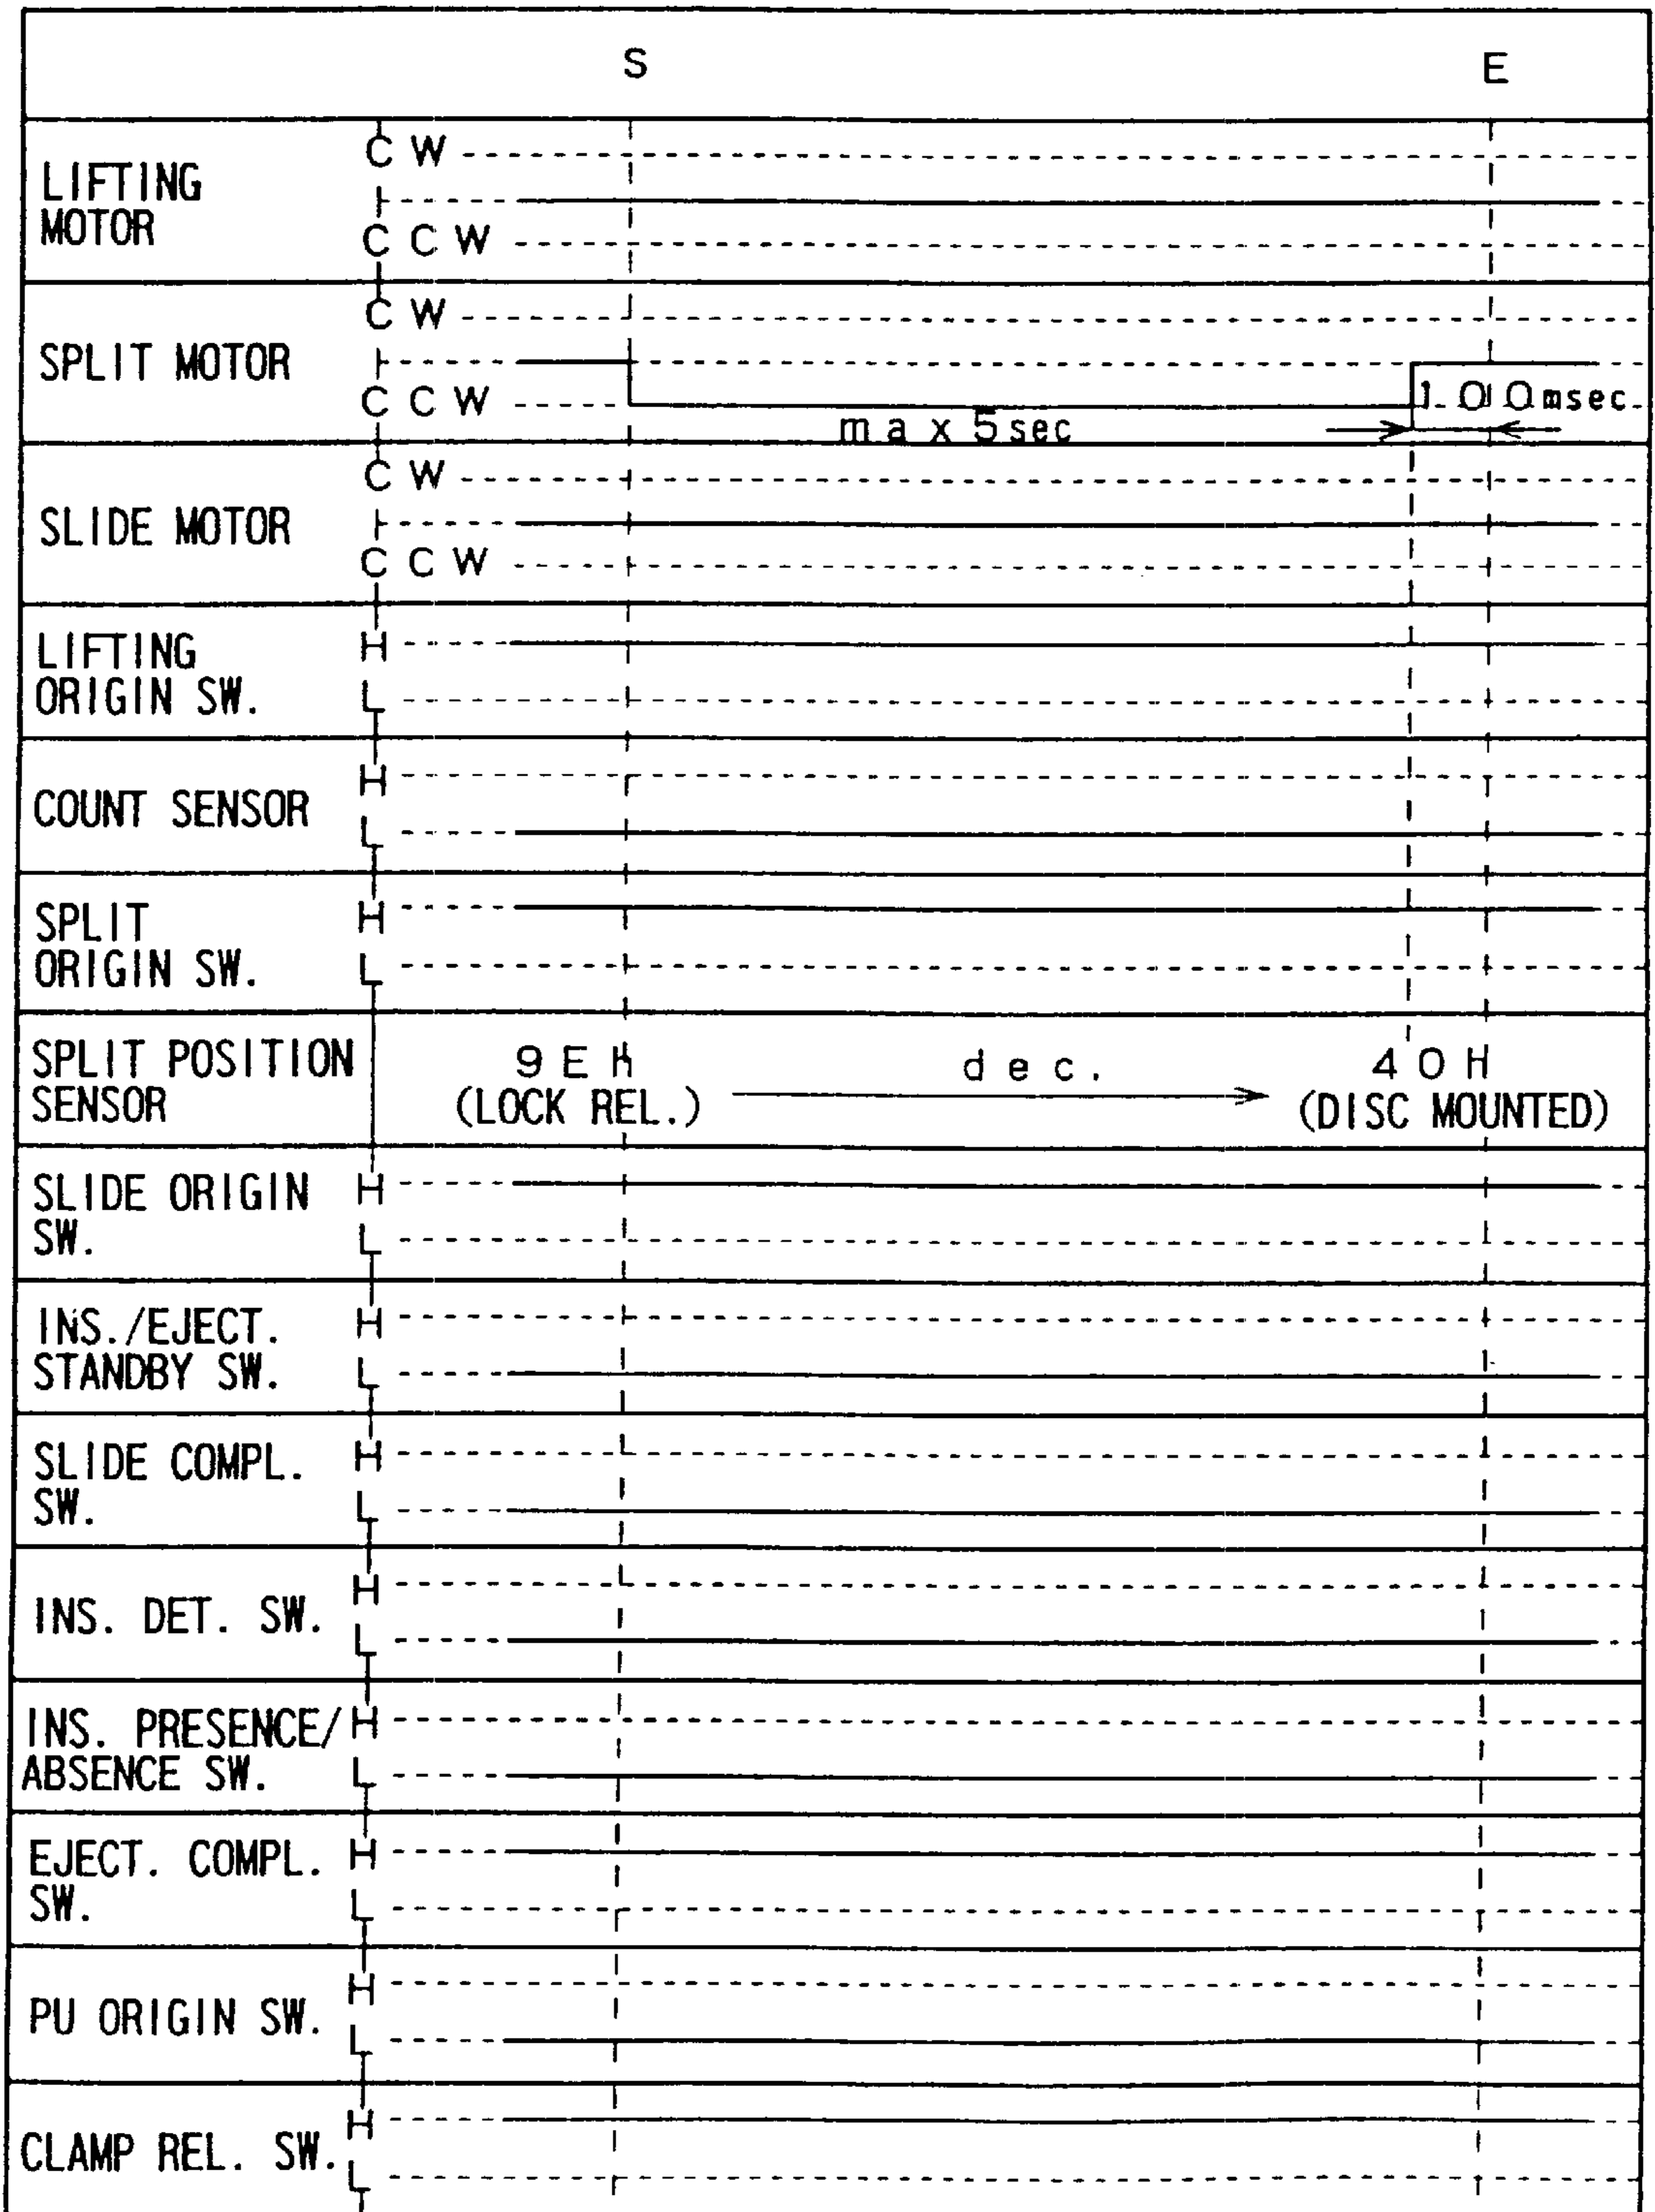 S E
LIFTING
MOTOR
CW
CCW
SPLIT MOTOR
CW
CCW
max 5sec
100msec
SLIDE MOTOR
CW
CCW
LIFTING
ORIGIN SW.
H
L
COUNT SENSOR
H
L
SPLIT
ORIGIN SW.
H
L
SPLIT POSITION
SENSOR
9EH
(LOCK REL.)
dec.
40H
(DISC MOUNTED)
SLIDE ORIGIN
SW.
H
L
INS./EJECT.
STANDBY SW.
H
L
SLIDE COMPL.
SW.
H
L
INS. DET. SW.
H
L
INS. PRESENCE/
ABSENCE SW.
H
L
EJECT. COMPL.
SW.
H
L
PU ORIGIN SW.
H
L
CLAMP REL. SW.
H
L